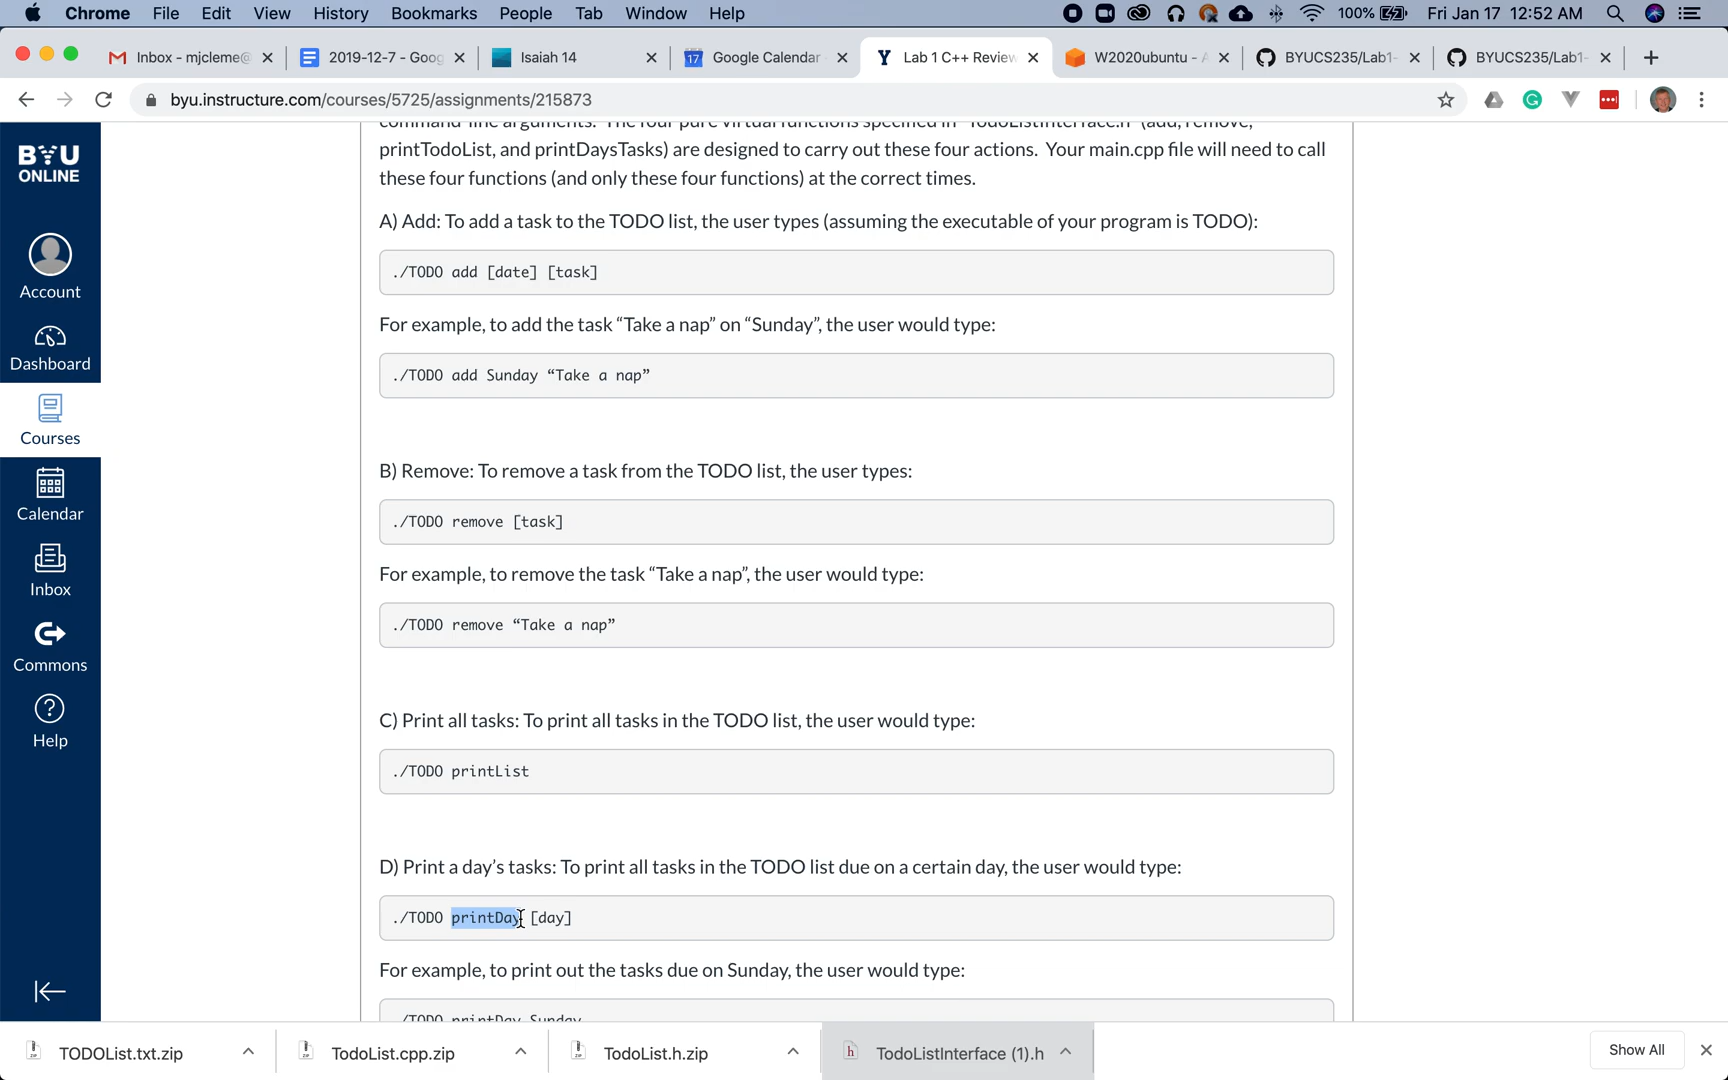 Chrome File Edit View History Bookmarks People Tab Window Help 100% Fri Jan 17 12:52 AM
Inbox - mjcleme@ 2019-12-7 - Goog Isaiah 14 17 Google Calendar Y Lab 1 C++ Review W2020ubuntu - A BYUCS235/Lab1- BYUCS235/Lab1-
byu.instructure.com/courses/5725/assignments/215873
BYU
ONLINE
Account
Dashboard
Courses
Calendar
Inbox
Commons
Help
printTodoList, and printDaysTasks) are designed to carry out these four actions. Your main.cpp file will need to call
these four functions (and only these four functions) at the correct times.
A) Add: To add a task to the TODO list, the user types (assuming the executable of your program is TODO):
./TODO add [date] [task]
For example, to add the task “Take a nap” on “Sunday”, the user would type:
./TODO add Sunday “Take a nap”
B) Remove: To remove a task from the TODO list, the user types:
./TODO remove [task]
For example, to remove the task “Take a nap”, the user would type:
./TODO remove “Take a nap”
C) Print all tasks: To print all tasks in the TODO list, the user would type:
./TODO printList
D) Print a day’s tasks: To print all tasks in the TODO list due on a certain day, the user would type:
./TODO printDay [day]
For example, to print out the tasks due on Sunday, the user would type:
./TODO printDay Sunday
TODOList.txt.zip TodoList.cpp.zip TodoList.h.zip h TodoListInterface (1).h Show All